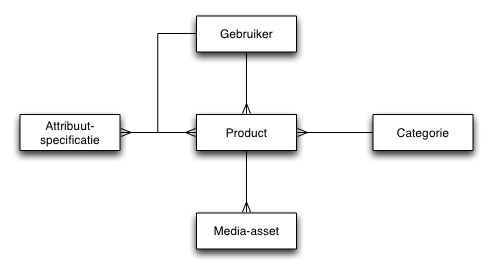 Gebruiker
Attribuut-
specificatie
Product
Categorie
Media-asset